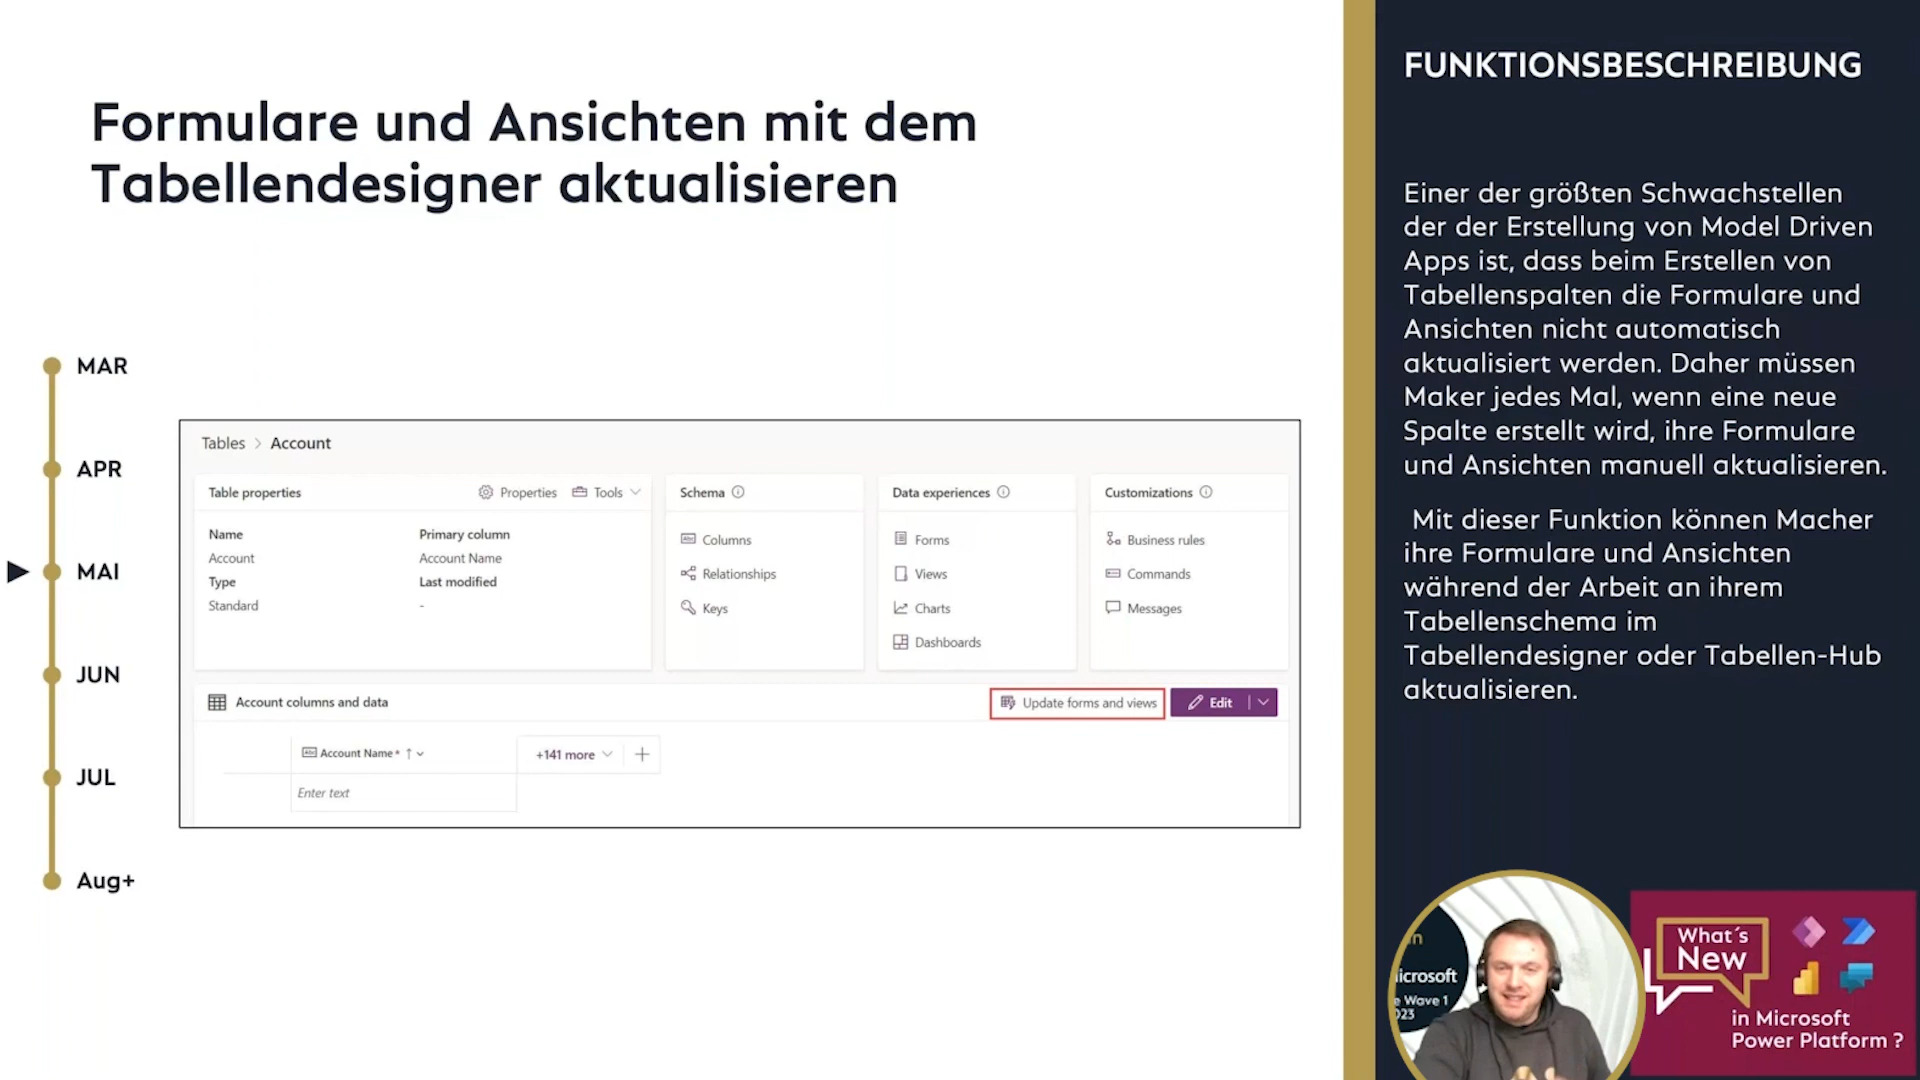 Formulare und Ansichten mit dem
Tabellendesigner aktualisieren
MAR
APR
MAI
JUN
JUL
Aug+
Tables > Account
Table properties
Properties
Tools
Name
Primary column
Account
Account Name
Type
Last modified
Standard
-
Schema
Columns
Relationships
Keys
Data experiences
Forms
Views
Charts
Dashboards
Customizations
Business rules
Commands
Messages
Account columns and data
Update forms and views
Edit
Account Name *
+141 more
Enter text
FUNKTIONSBESCHREIBUNG
Einer der größten Schwachstellen
der der Erstellung von Model Driven
Apps ist, dass beim Erstellen von
Tabellenspalten die Formulare und
Ansichten nicht automatisch
aktualisiert werden. Daher müssen
Maker jedes Mal, wenn eine neue
Spalte erstellt wird, ihre Formulare
und Ansichten manuell aktualisieren.
Mit dieser Funktion können Macher
ihre Formulare und Ansichten
während der Arbeit an ihrem
Tabellenschema im
Tabellendesigner oder Tabellen-Hub
aktualisieren.
in
icrosoft
e Wave 1
023
What´s
New
in Microsoft
Power Platform ?